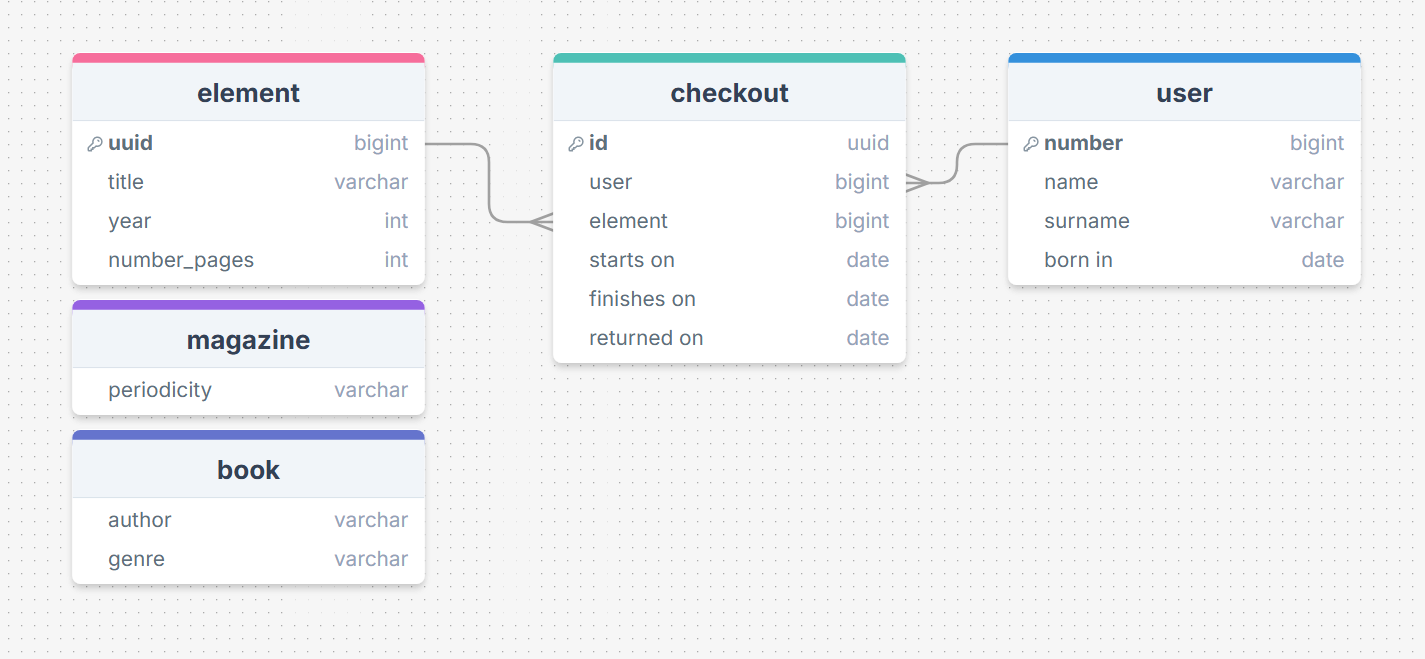 element
uuid bigint
title varchar
year int
number_pages int
magazine
periodicity varchar
book
author varchar
genre varchar
checkout
id uuid
user bigint
element bigint
starts on date
finishes on date
returned on date
user
number bigint
name varchar
surname varchar
born in date